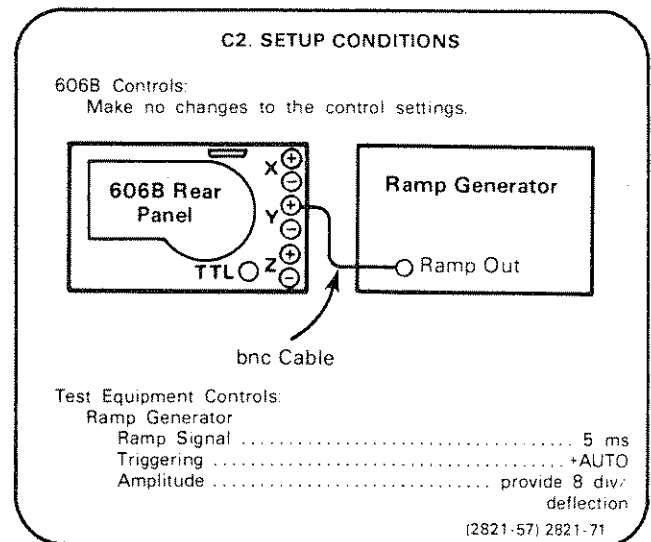 C2. SETUP CONDITIONS
606B Controls:
Make no changes to the control settings.
606B Rear
Panel
X + −
Y + −
Z + −
TTL
Ramp Generator
Ramp Out
bnc Cable
Test Equipment Controls:
Ramp Generator
Ramp Signal .................................. 5 ms
Triggering .................................... +AUTO
Amplitude ............................ provide 8 div/
deflection
(2821-57) 2821-71